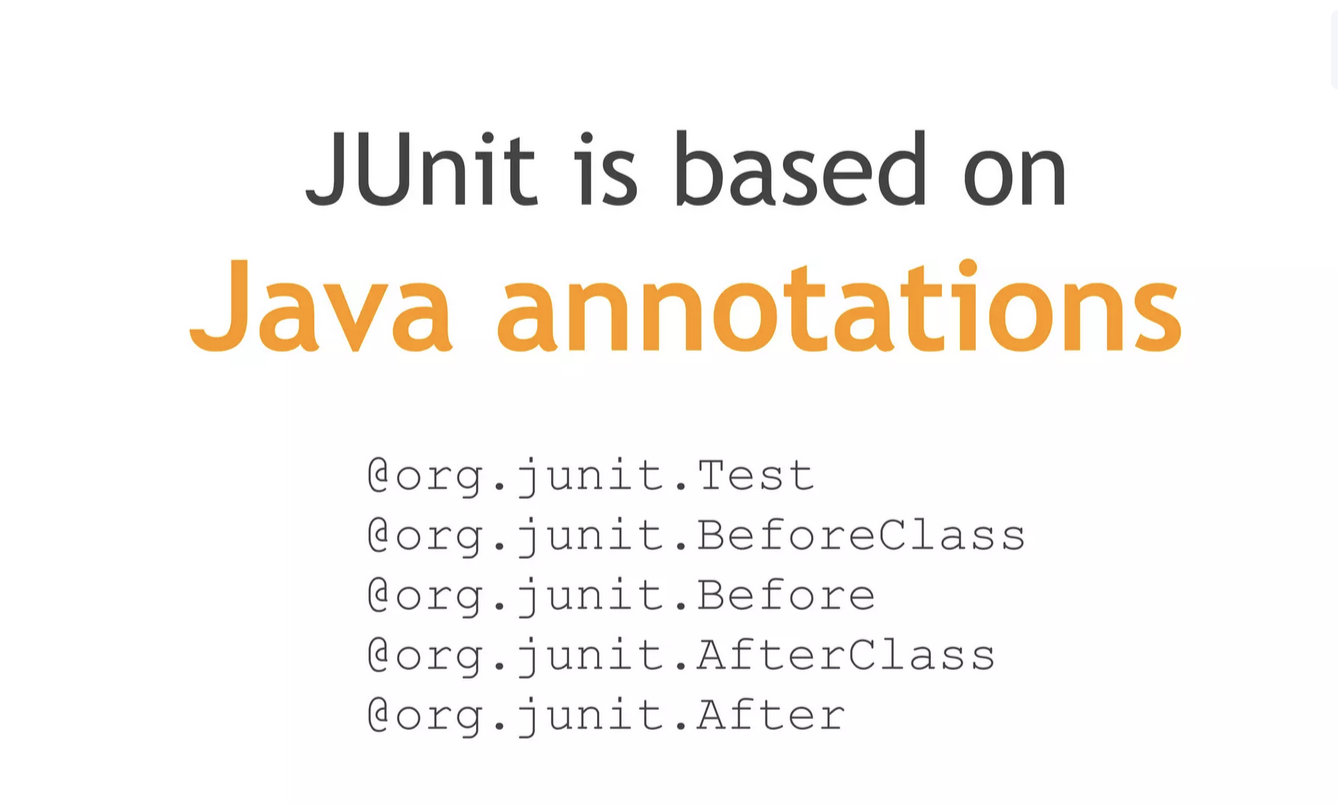 JUnit is based on
Java annotations
@org.junit.Test
@org.junit.BeforeClass
@org.junit.Before
@org.junit.AfterClass
@org.junit.After